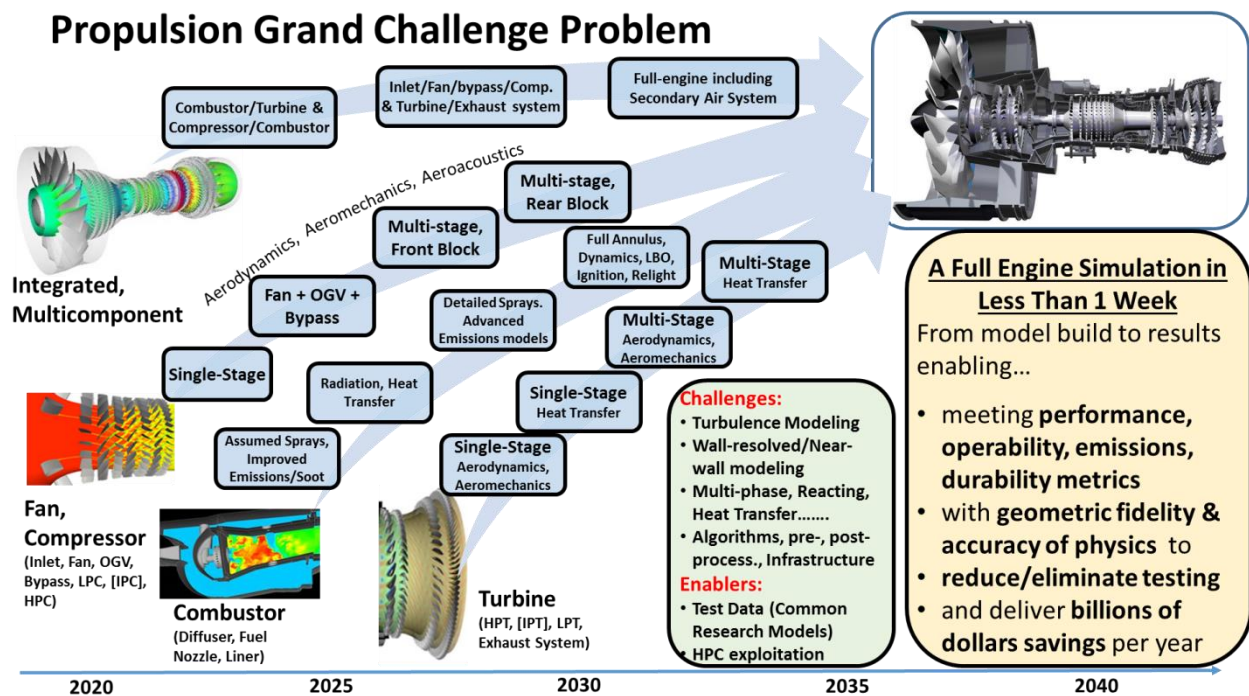 Propulsion Grand Challenge Problem
Combustor/Turbine &
Compressor/Combustor
Inlet/Fan/bypass/Comp.
& Turbine/Exhaust system
Full-engine including
Secondary Air System
Integrated,
Multicomponent
Aerodynamics, Aeromechanics, Aeroacoustics
Single-Stage
Fan + OGV +
Bypass
Multi-stage,
Front Block
Multi-stage,
Rear Block
Fan,
Compressor
(Inlet, Fan, OGV,
Bypass, LPC, [IPC],
HPC)
Assumed Sprays,
Improved
Emissions/Soot
Radiation, Heat
Transfer
Detailed Sprays.
Advanced
Emissions models
Full Annulus,
Dynamics, LBO,
Ignition, Relight
Combustor
(Diffuser, Fuel
Nozzle, Liner)
Single-Stage
Aerodynamics,
Aeromechanics
Single-Stage
Heat Transfer
Multi-Stage
Aerodynamics,
Aeromechanics
Multi-Stage
Heat Transfer
Turbine
(HPT, [IPT], LPT,
Exhaust System)
Challenges:
• Turbulence Modeling
• Wall-resolved/Near-
wall modeling
• Multi-phase, Reacting,
Heat Transfer.......
• Algorithms, pre-, post-
process., Infrastructure
Enablers:
• Test Data (Common
Research Models)
• HPC exploitation
A Full Engine Simulation in
Less Than 1 Week
From model build to results
enabling...
• meeting performance,
operability, emissions,
durability metrics
• with geometric fidelity &
accuracy of physics to
• reduce/eliminate testing
• and deliver billions of
dollars savings per year
2020 2025 2030 2035 2040